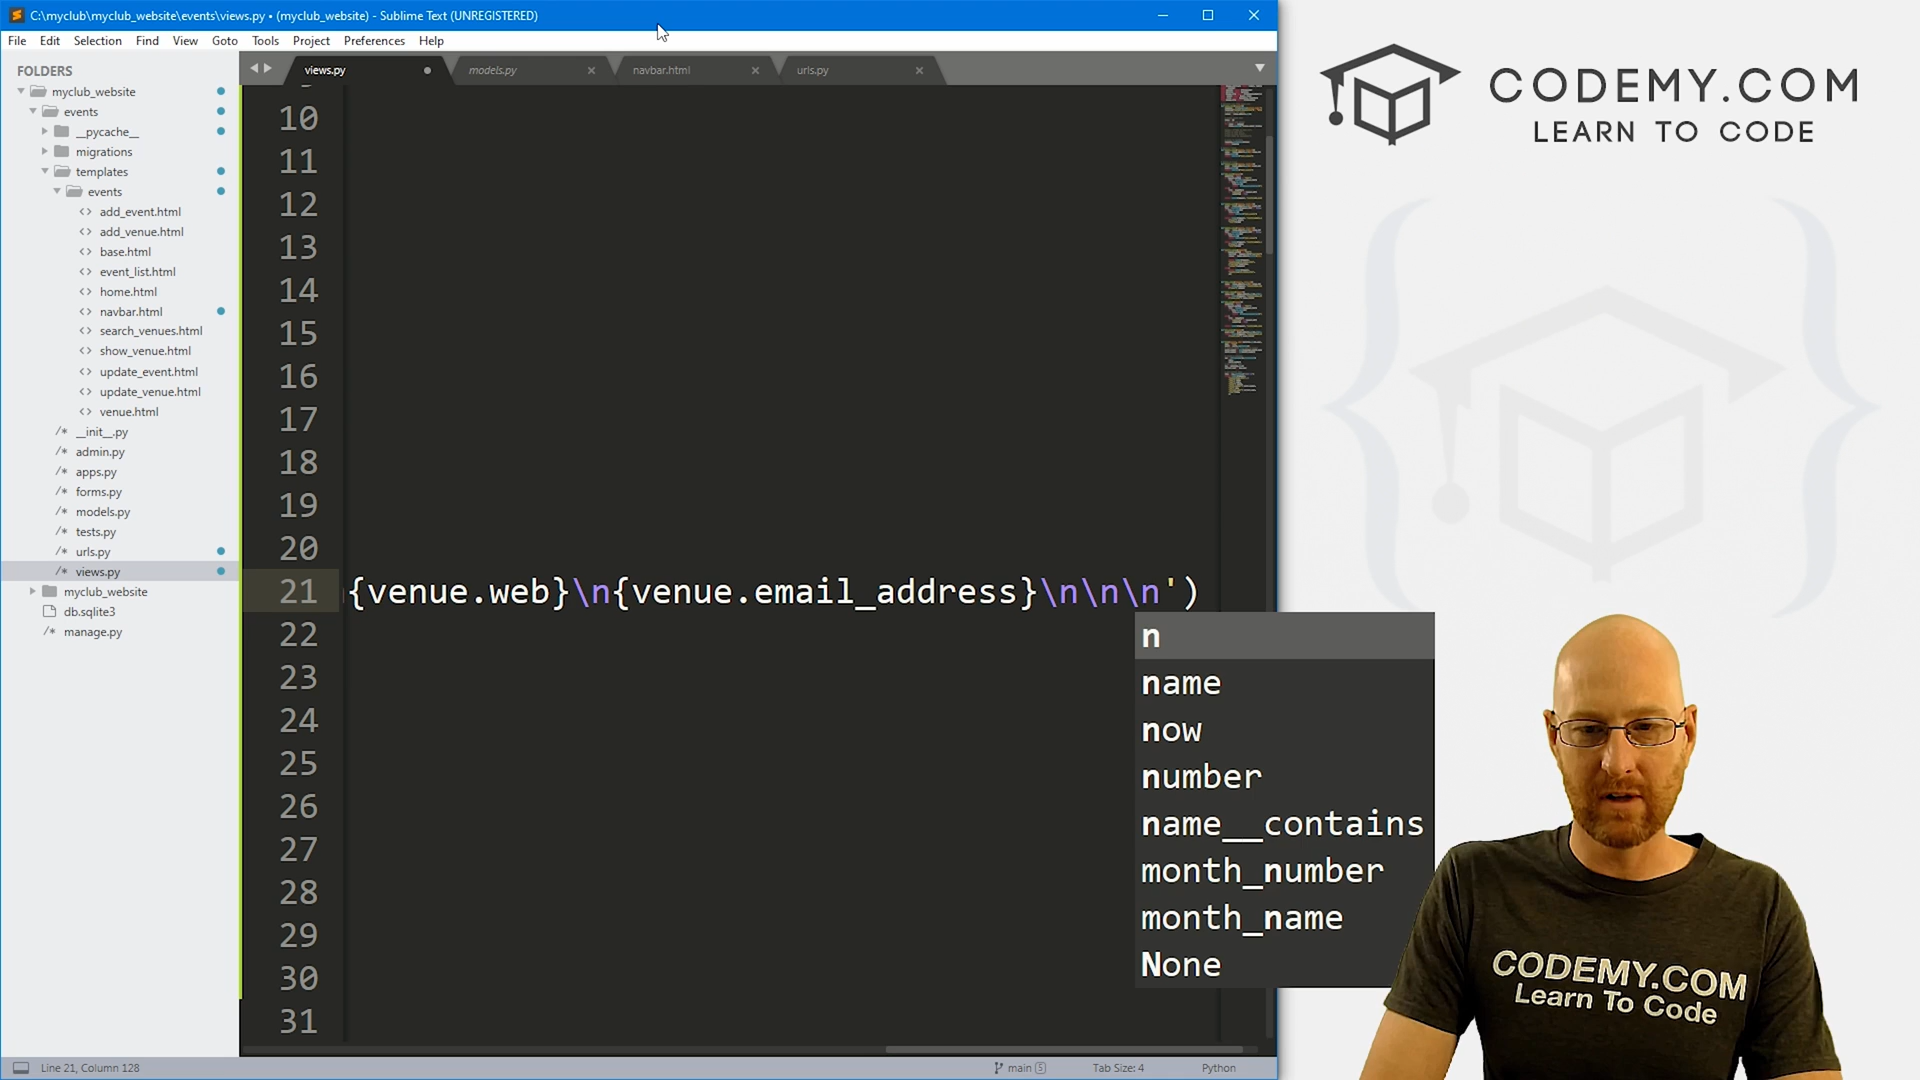 C:\myclub\myclub_website\events\views.py • (myclub_website) - Sublime Text (UNREGISTERED)
File Edit Selection Find View Goto Tools Project Preferences Help
FOLDERS
myclub_website
events
__pycache__
migrations
templates
events
add_event.html
add_venue.html
base.html
event_list.html
home.html
navbar.html
search_venues.html
show_venue.html
update_event.html
update_venue.html
venue.html
__init__.py
admin.py
apps.py
forms.py
models.py
tests.py
urls.py
views.py
myclub_website
db.sqlite3
manage.py
views.py models.py navbar.html urls.py
10
11
12
13
14
15
16
17
18
19
20
21 {venue.web}\n{venue.email_address}\n\n\n')
22
23
24
25
26
27
28
29
30
31
n
name
now
number
name__contains
month_number
month_name
None
Line 21, Column 128
main 5
Tab Size: 4
Python
CODEMY.COM
LEARN TO CODE
CODEMY.COM
Learn To Code